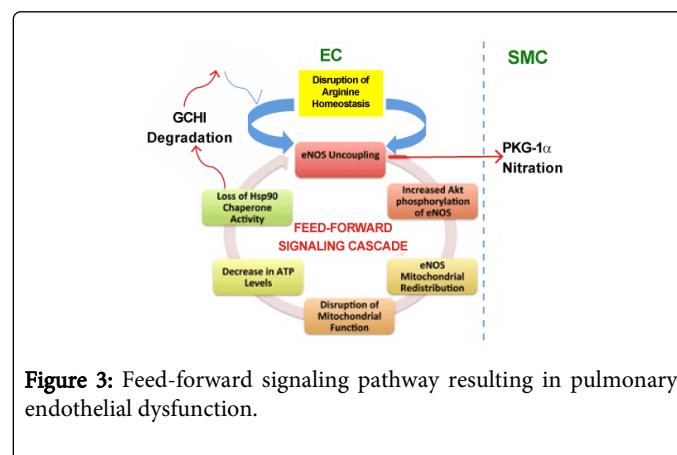 EC
SMC
Disruption of
Arginine
Homeostasis
GCHI
Degradation
eNOS Uncoupling
PKG-1α
Nitration
Loss of Hsp90
Chaperone
Activity
Increased Akt
phosphorylation
of eNOS
FEED-FORWARD
SIGNALING CASCADE
Decrease in ATP
Levels
eNOS
Mitochondrial
Redistribution
Disruption of
Mitochondrial
Function
Figure 3: Feed-forward signaling pathway resulting in pulmonary
endothelial dysfunction.